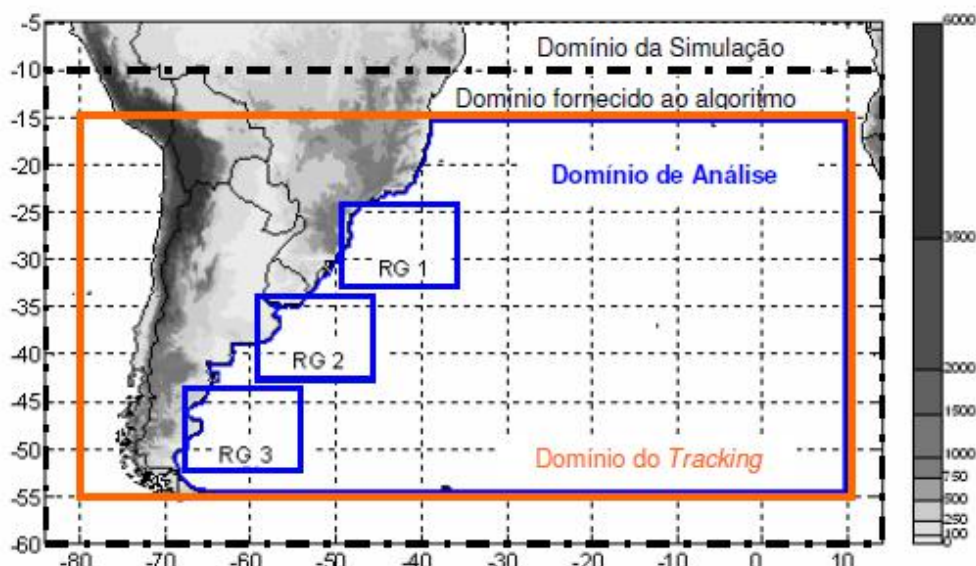 -5
-10
-15
-20
-25
-30
-35
-40
-45
-50
-55
-60
Domínio da Simulação
Domínio fornecido ao algoritmo
Domínio de Análise
RG 1
RG 2
RG 3
Domínio do Tracking
-80 -70 -60 -50 -40 -30 -20 -10 0 10
6000
3500
2000
1500
1000
750
500
250
100
0